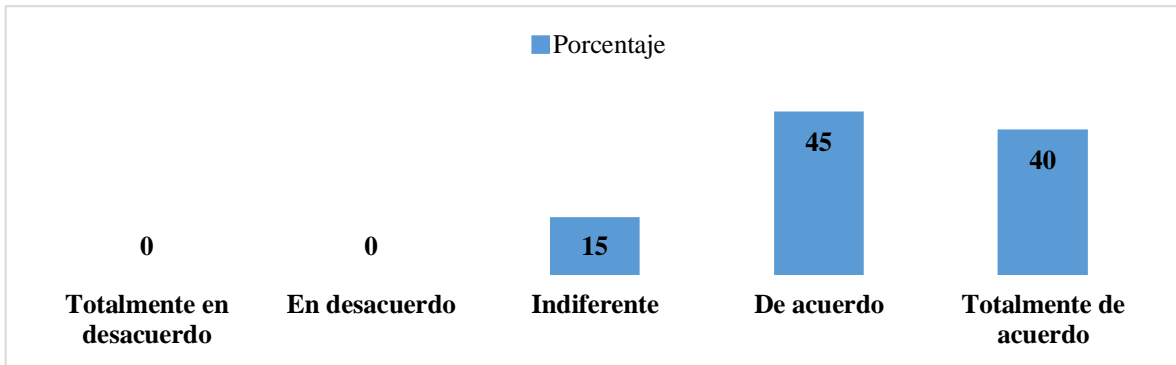 Porcentaje
45
40
0
0
15
Totalmente en
desacuerdo
En desacuerdo
Indiferente
De acuerdo
Totalmente de
acuerdo